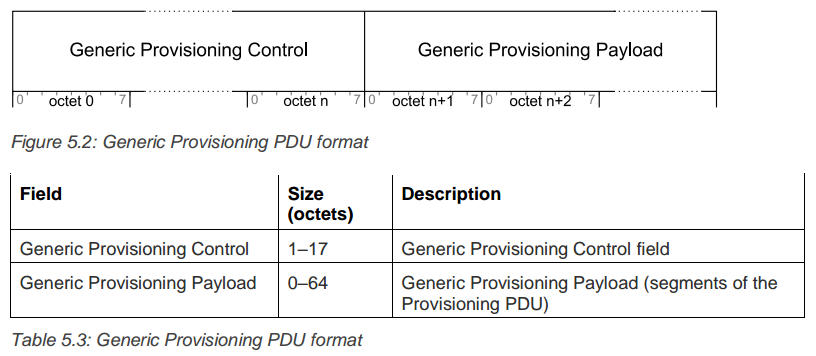 Generic Provisioning Control Generic Provisioning Payload
0 octet 0 7 0 octet n 7 0 octet n+1 7 0 octet n+2 7
Figure 5.2: Generic Provisioning PDU format
Field Size Description
(octets)
Generic Provisioning Control 1–17 Generic Provisioning Control field
Generic Provisioning Payload 0–64 Generic Provisioning Payload (segments of the
Provisioning PDU)
Table 5.3: Generic Provisioning PDU format